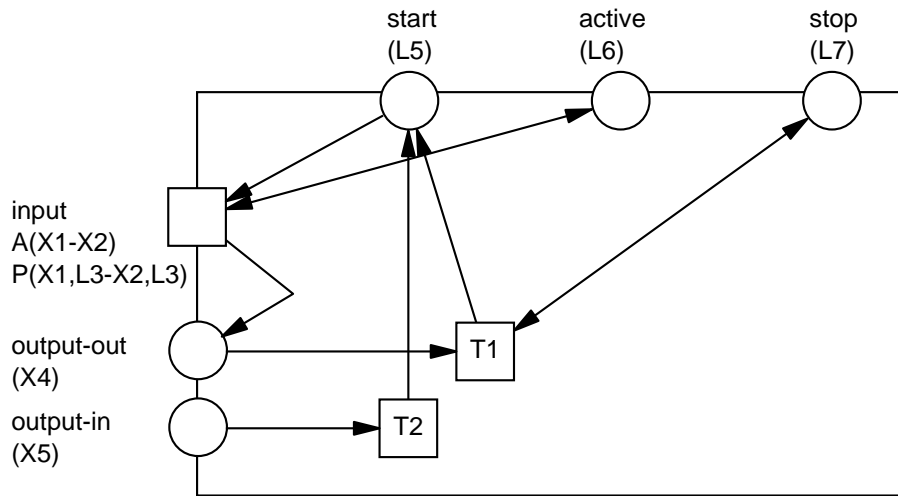 start
(L5)
active
(L6)
stop
(L7)
input
A(X1-X2)
P(X1,L3-X2,L3)
output-out
(X4)
T1
output-in
(X5)
T2